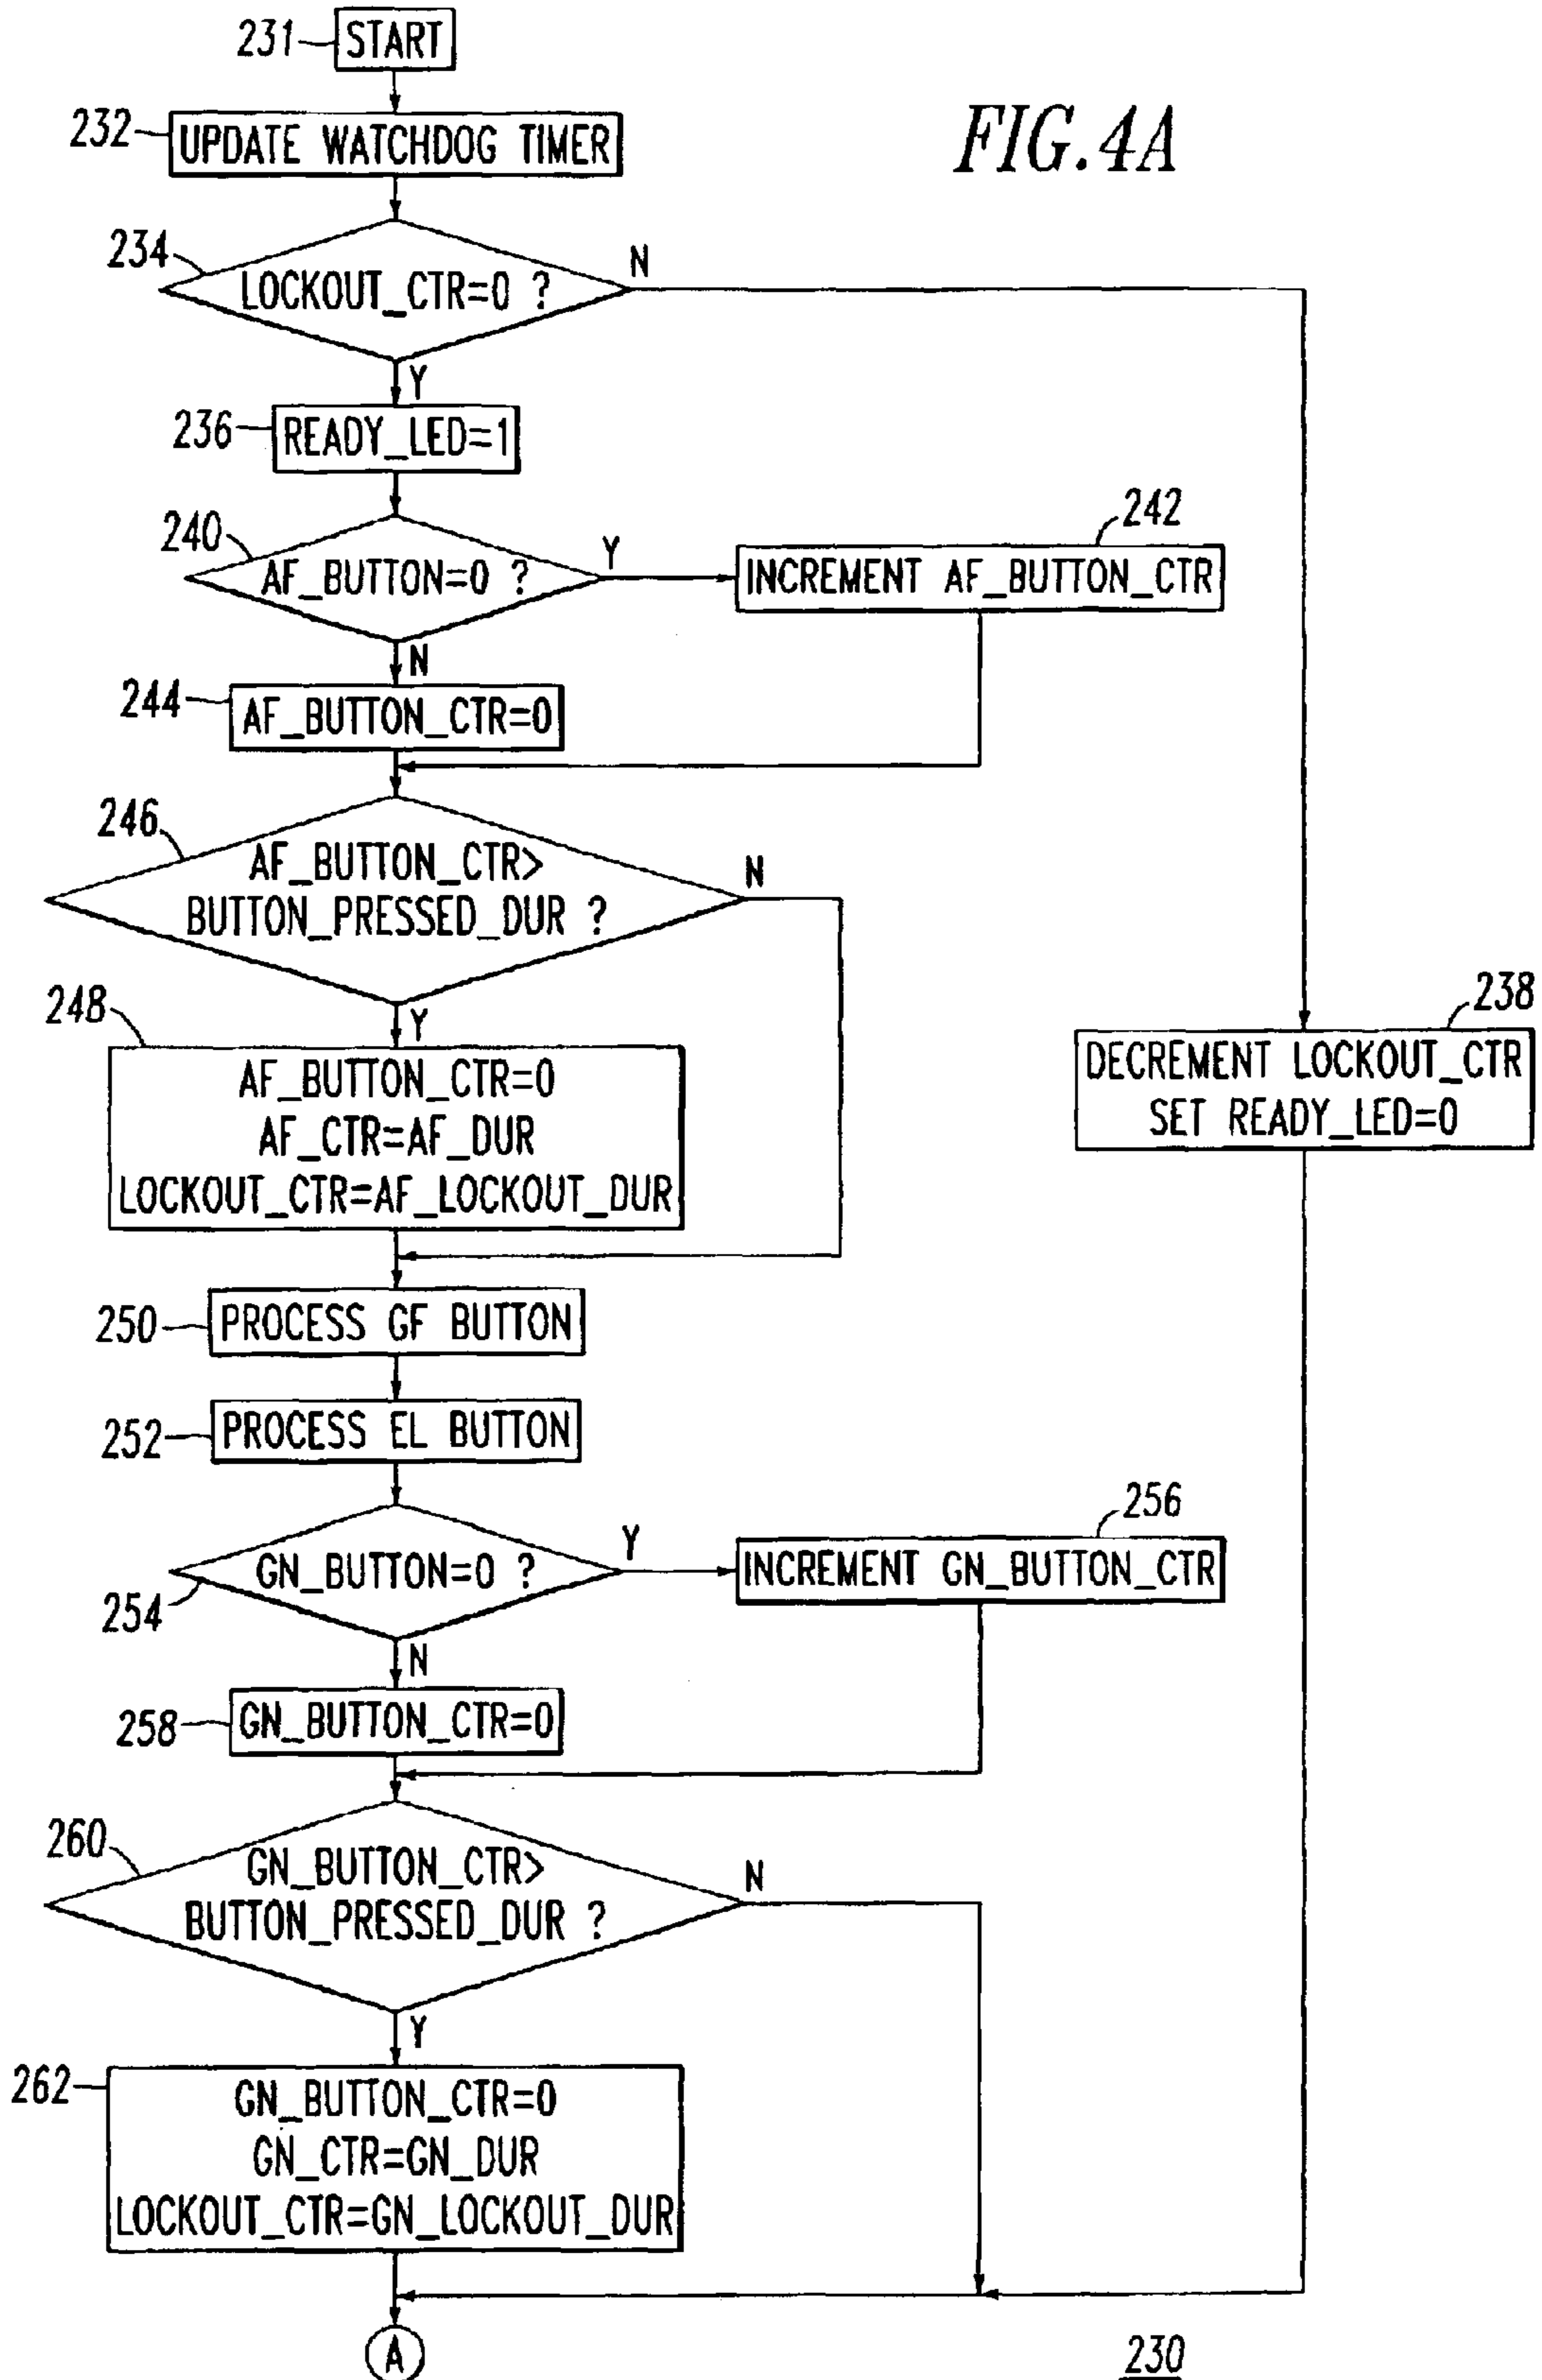 231
START
FIG.4A
232
UPDATE WATCHDOG TIMER
234
LOCKOUT_CTR=0 ?
N
Y
236
READY_LED=1
240
AF_BUTTON=0 ?
Y
242
INCREMENT AF_BUTTON_CTR
N
244
AF_BUTTON_CTR=0
246
AF_BUTTON_CTR>
BUTTON_PRESSED_DUR ?
N
Y
248
AF_BUTTON_CTR=0
AF_CTR=AF_DUR
LOCKOUT_CTR=AF_LOCKOUT_DUR
238
DECREMENT LOCKOUT_CTR
SET READY_LED=0
250
PROCESS GF BUTTON
252
PROCESS EL BUTTON
254
GN_BUTTON=0 ?
Y
256
INCREMENT GN_BUTTON_CTR
N
258
GN_BUTTON_CTR=0
260
GN_BUTTON_CTR>
BUTTON_PRESSED_DUR ?
N
Y
262
GN_BUTTON_CTR=0
GN_CTR=GN_DUR
LOCKOUT_CTR=GN_LOCKOUT_DUR
A
230